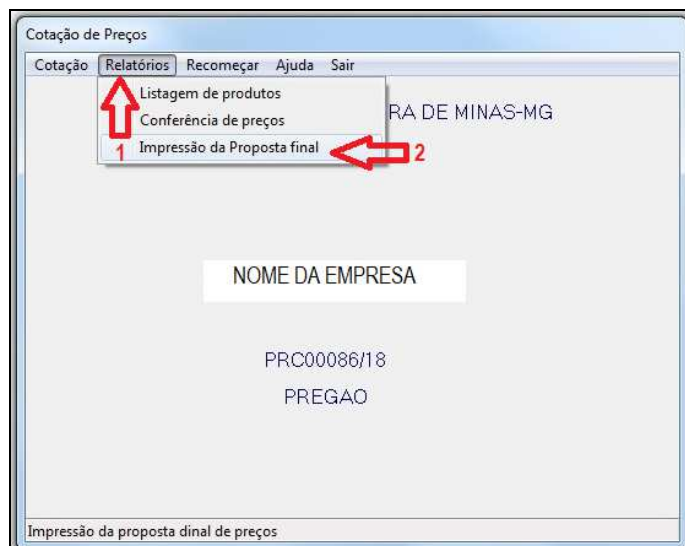 Cotação de Preços
Cotação Relatórios Recomeçar Ajuda Sair
Listagem de produtos
RA DE MINAS-MG
Conferência de preços
1 Impressão da Proposta final 2
NOME DA EMPRESA
PRC00086/18
PREGAO
Impressão da proposta dinal de preços